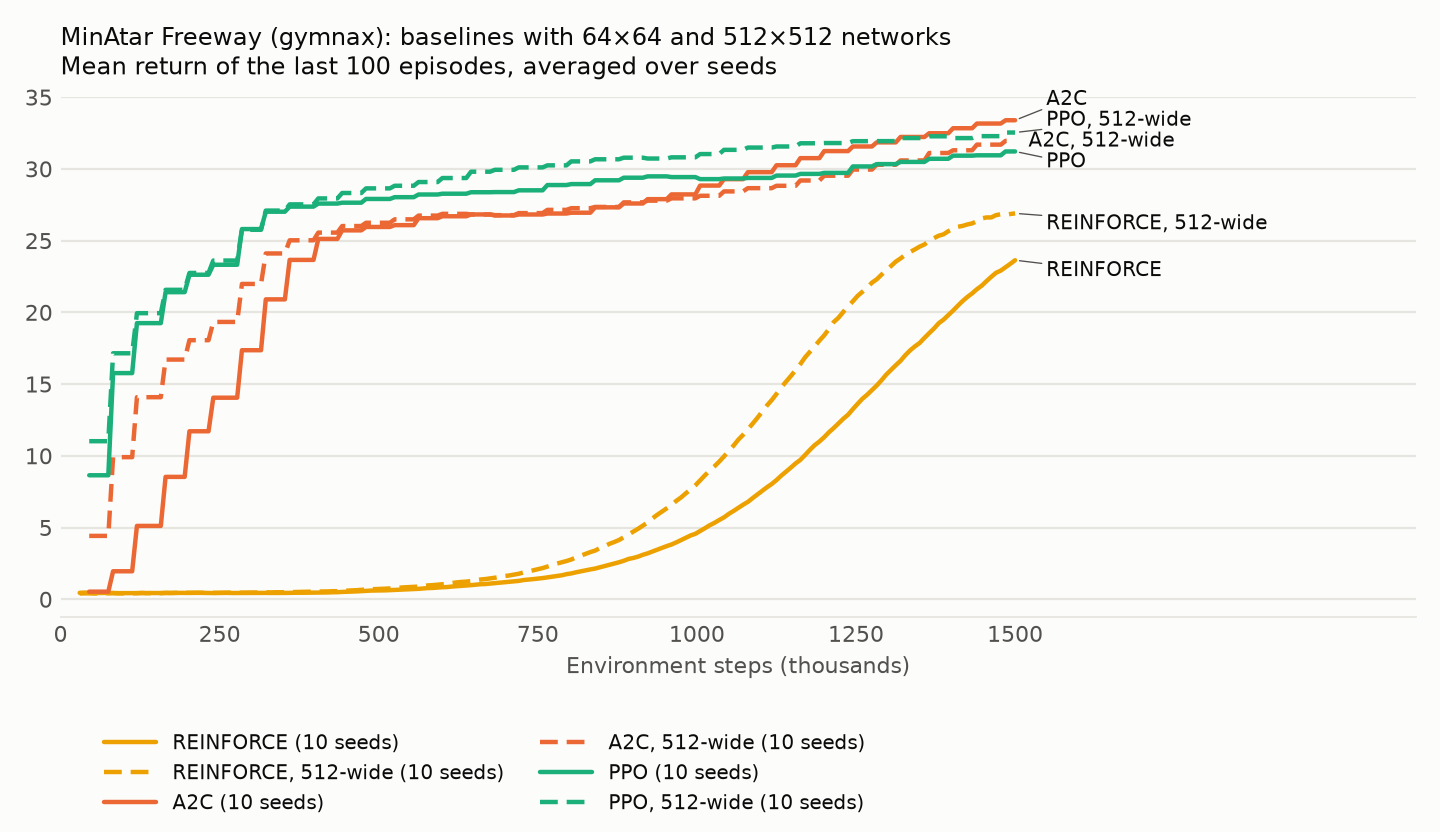 MinAtar Freeway (gymnax): baselines with 64×64 and 512×512 networks
Mean return of the last 100 episodes, averaged over seeds
35
30
25
20
15
10
5
0
A2C
PPO, 512-wide
A2C, 512-wide
PPO
REINFORCE, 512-wide
REINFORCE
0 250 500 750 1000 1250 1500
Environment steps (thousands)
REINFORCE (10 seeds)
REINFORCE, 512-wide (10 seeds)
A2C (10 seeds)
A2C, 512-wide (10 seeds)
PPO (10 seeds)
PPO, 512-wide (10 seeds)